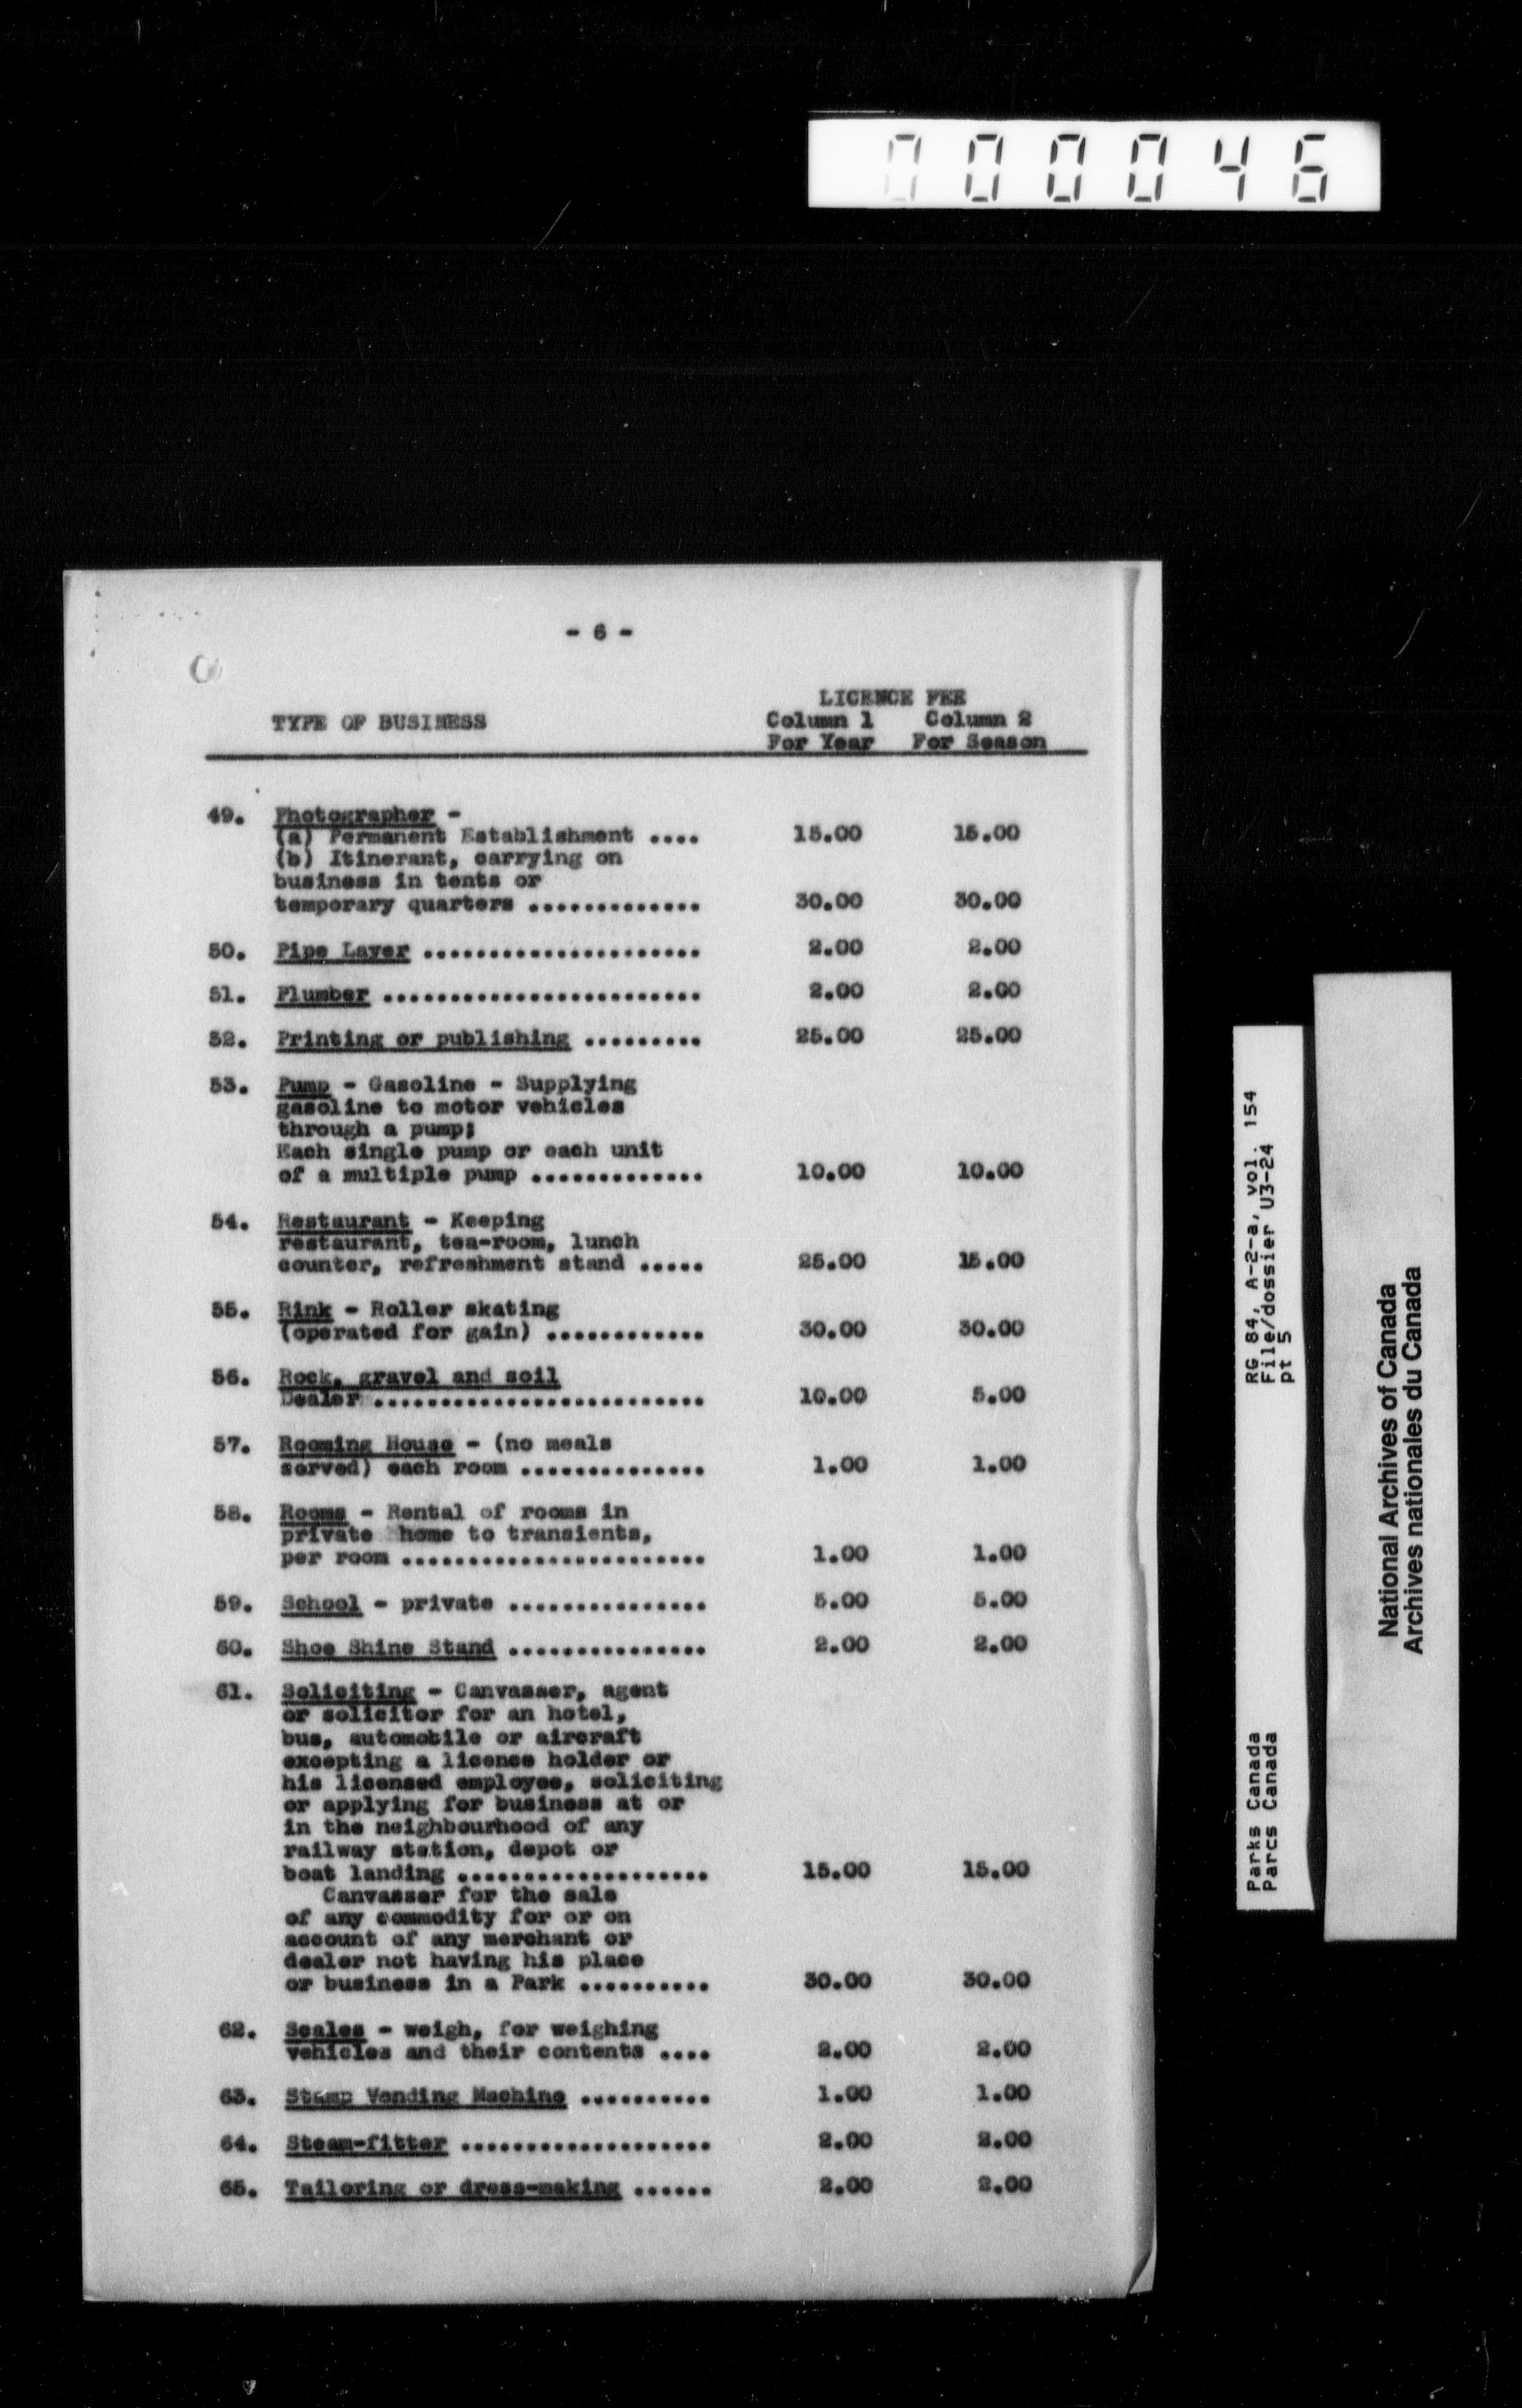 000046
- 6 -
LICENCE FEE
TYPE OF BUSINESS Column 1 Column 2
For Year For Season
49. Photographer -
(a) Permanent Establishment .... 15.00 15.00
(b) Itinerant, carrying on
business in tents or
temporary quarters ............. 30.00 30.00
50. Pipe Layer ..................... 2.00 2.00
51. Plumber ........................ 2.00 2.00
52. Printing or publishing ......... 25.00 25.00
53. Pump - Gasoline - Supplying
gasoline to motor vehicles
through a pump;
Each single pump or each unit
of a multiple pump ............. 10.00 10.00
54. Restaurant - Keeping
restaurant, tea-room, lunch
counter, refreshment stand ..... 25.00 15.00
55. Rink - Roller skating
(operated for gain) ............ 30.00 30.00
56. Rock, gravel and soil
Dealer ......................... 10.00 5.00
57. Rooming House - (no meals
served) each room .............. 1.00 1.00
58. Rooms - Rental of rooms in
private home to transients,
per room ....................... 1.00 1.00
59. School - private ............... 5.00 5.00
60. Shoe Shine Stand ............... 2.00 2.00
61. Soliciting - Canvasser, agent
or solicitor for an hotel,
bus, automobile or aircraft
excepting a licence holder or
his licensed employee, soliciting
or applying for business at or
in the neighbourhood of any
railway station, depot or
boat landing ................... 15.00 15.00
Canvasser for the sale
of any commodity for or on
account of any merchant or
dealer not having his place
or business in a Park .......... 30.00 30.00
62. Scales - weigh, for weighing
vehicles and their contents .... 2.00 2.00
63. Stamp Vending Machine .......... 1.00 1.00
64. Steam-fitter ................... 2.00 2.00
65. Tailoring or dress-making ...... 2.00 2.00
RG 84, A-2-a, vol. 154
File/dossier U3-24
pt 5
Parks Canada
Parcs Canada
National Archives of Canada
Archives nationales du Canada